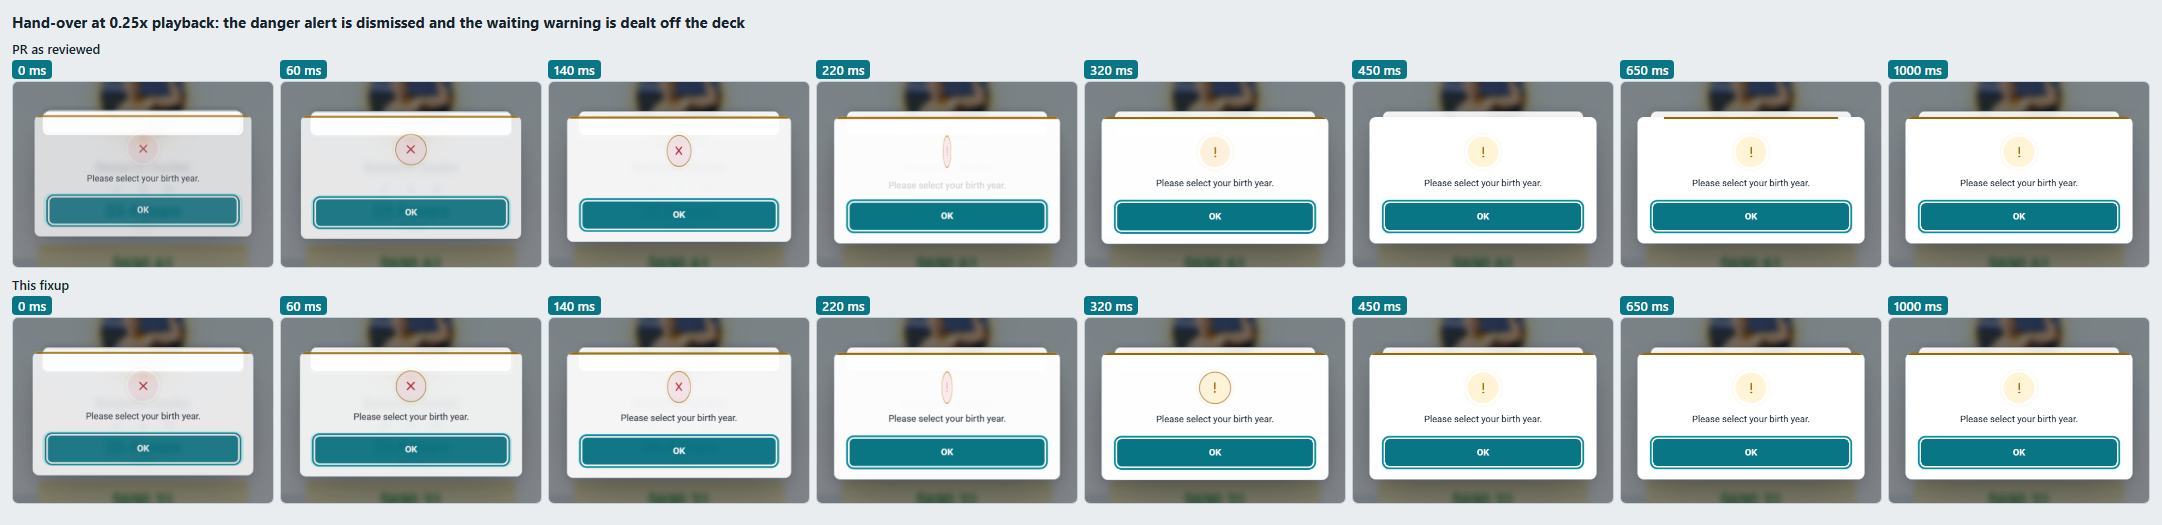 Hand-over at 0.25x playback: the danger alert is dismissed and the waiting warning is dealt off the deck
PR as reviewed
0 ms
60 ms
140 ms
220 ms
320 ms
450 ms
650 ms
1000 ms
Please select your birth year.
OK
OK
OK
Please select your birth year.
OK
!
Please select your birth year.
OK
!
Please select your birth year.
OK
!
Please select your birth year.
OK
!
Please select your birth year.
OK
This fixup
0 ms
60 ms
140 ms
220 ms
320 ms
450 ms
650 ms
1000 ms
Please select your birth year.
OK
Please select your birth year.
OK
Please select your birth year.
OK
Please select your birth year.
OK
!
Please select your birth year.
OK
!
Please select your birth year.
OK
!
Please select your birth year.
OK
!
Please select your birth year.
OK